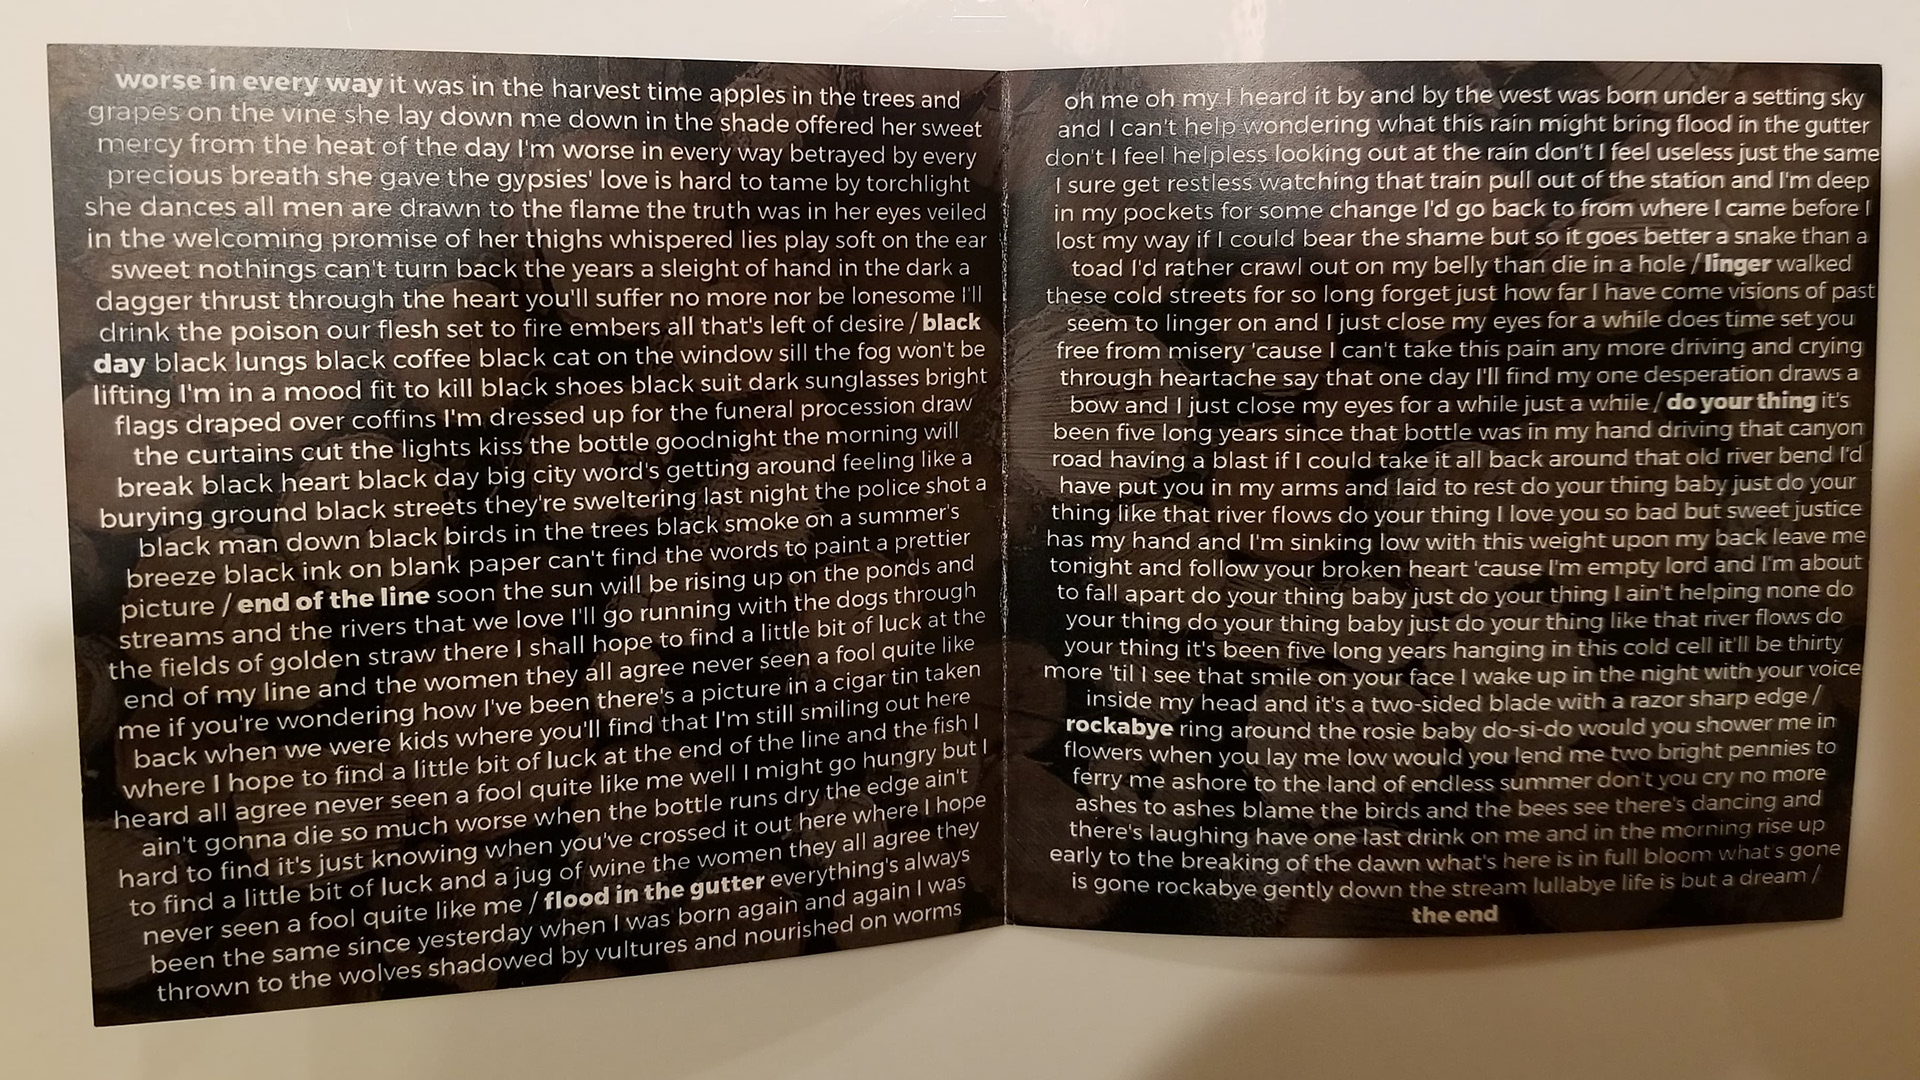 worse in every way it was in the harvest time apples in the trees and
grapes on the vine she lay down me down in the shade offered her sweet
mercy from the heat of the day I'm worse in every way betrayed by every
precious breath she gave the gypsies' love is hard to tame by torchlight
she dances all men are drawn to the flame the truth was in her eyes veiled
in the welcoming promise of her thighs whispered lies play soft on the ear
sweet nothings can't turn back the years a sleight of hand in the dark a
dagger thrust through the heart you'll suffer no more nor be lonesome I'll
drink the poison our flesh set to fire embers all that's left of desire / black
day black lungs black coffee black cat on the window sill the fog won't be
lifting I'm in a mood fit to kill black shoes black suit dark sunglasses bright
flags draped over coffins I'm dressed up for the funeral procession draw
the curtains cut the lights kiss the bottle goodnight the morning will
break black heart black day big city word's getting around feeling like a
burying ground black streets they're sweltering last night the police shot a
black man down black birds in the trees black smoke on a summer's
breeze black ink on blank paper can't find the words to paint a prettier
picture / end of the line soon the sun will be rising up on the ponds and
streams and the rivers that we love I'll go running with the dogs through
the fields of golden straw there I shall hope to find a little bit of luck at the
end of my line and the women they all agree never seen a fool quite like
me if you're wondering how I've been there's a picture in a cigar tin taken
back when we were kids where you'll find that I'm still smiling out here
where I hope to find a little bit of luck at the end of the line and the fish I
heard all agree never seen a fool quite like me well I might go hungry but I
ain't gonna die so much worse when the bottle runs dry the edge ain't
hard to find it's just knowing when you've crossed it out here where I hope
to find a little bit of luck and a jug of wine the women they all agree they
never seen a fool quite like me / flood in the gutter everything's always
been the same since yesterday when I was born again and again I was
thrown to the wolves shadowed by vultures and nourished on worms
oh me oh my I heard it by and by the west was born under a setting sky
and I can't help wondering what this rain might bring flood in the gutter
don't I feel helpless looking out at the rain don't I feel useless just the same
I sure get restless watching that train pull out of the station and I'm deep
in my pockets for some change I'd go back to from where I came before I
lost my way if I could bear the shame but so it goes better a snake than a
toad I'd rather crawl out on my belly than die in a hole / linger walked
these cold streets for so long forget just how far I have come visions of past
seem to linger on and I just close my eyes for a while does time set you
free from misery 'cause I can't take this pain any more driving and crying
through heartache say that one day I'll find my one desperation draws a
bow and I just close my eyes for a while just a while / do your thing it's
been five long years since that bottle was in my hand driving that canyon
road having a blast if I could take it all back around that old river bend I'd
have put you in my arms and laid to rest do your thing baby just do your
thing like that river flows do your thing I love you so bad but sweet justice
has my hand and I'm sinking low with this weight upon my back leave me
tonight and follow your broken heart 'cause I'm empty lord and I'm about
to fall apart do your thing baby just do your thing I ain't helping none do
your thing do your thing baby just do your thing like that river flows do
your thing it's been five long years hanging in this cold cell it'll be thirty
more 'til I see that smile on your face I wake up in the night with your voice
inside my head and it's a two-sided blade with a razor sharp edge /
rockabye ring around the rosie baby do-si-do would you shower me in
flowers when you lay me low would you lend me two bright pennies to
ferry me ashore to the land of endless summer don't you cry no more
ashes to ashes blame the birds and the bees see there's dancing and
there's laughing have one last drink on me and in the morning rise up
early to the breaking of the dawn what's here is in full bloom what's gone
is gone rockabye gently down the stream lullabye life is but a dream /
the end